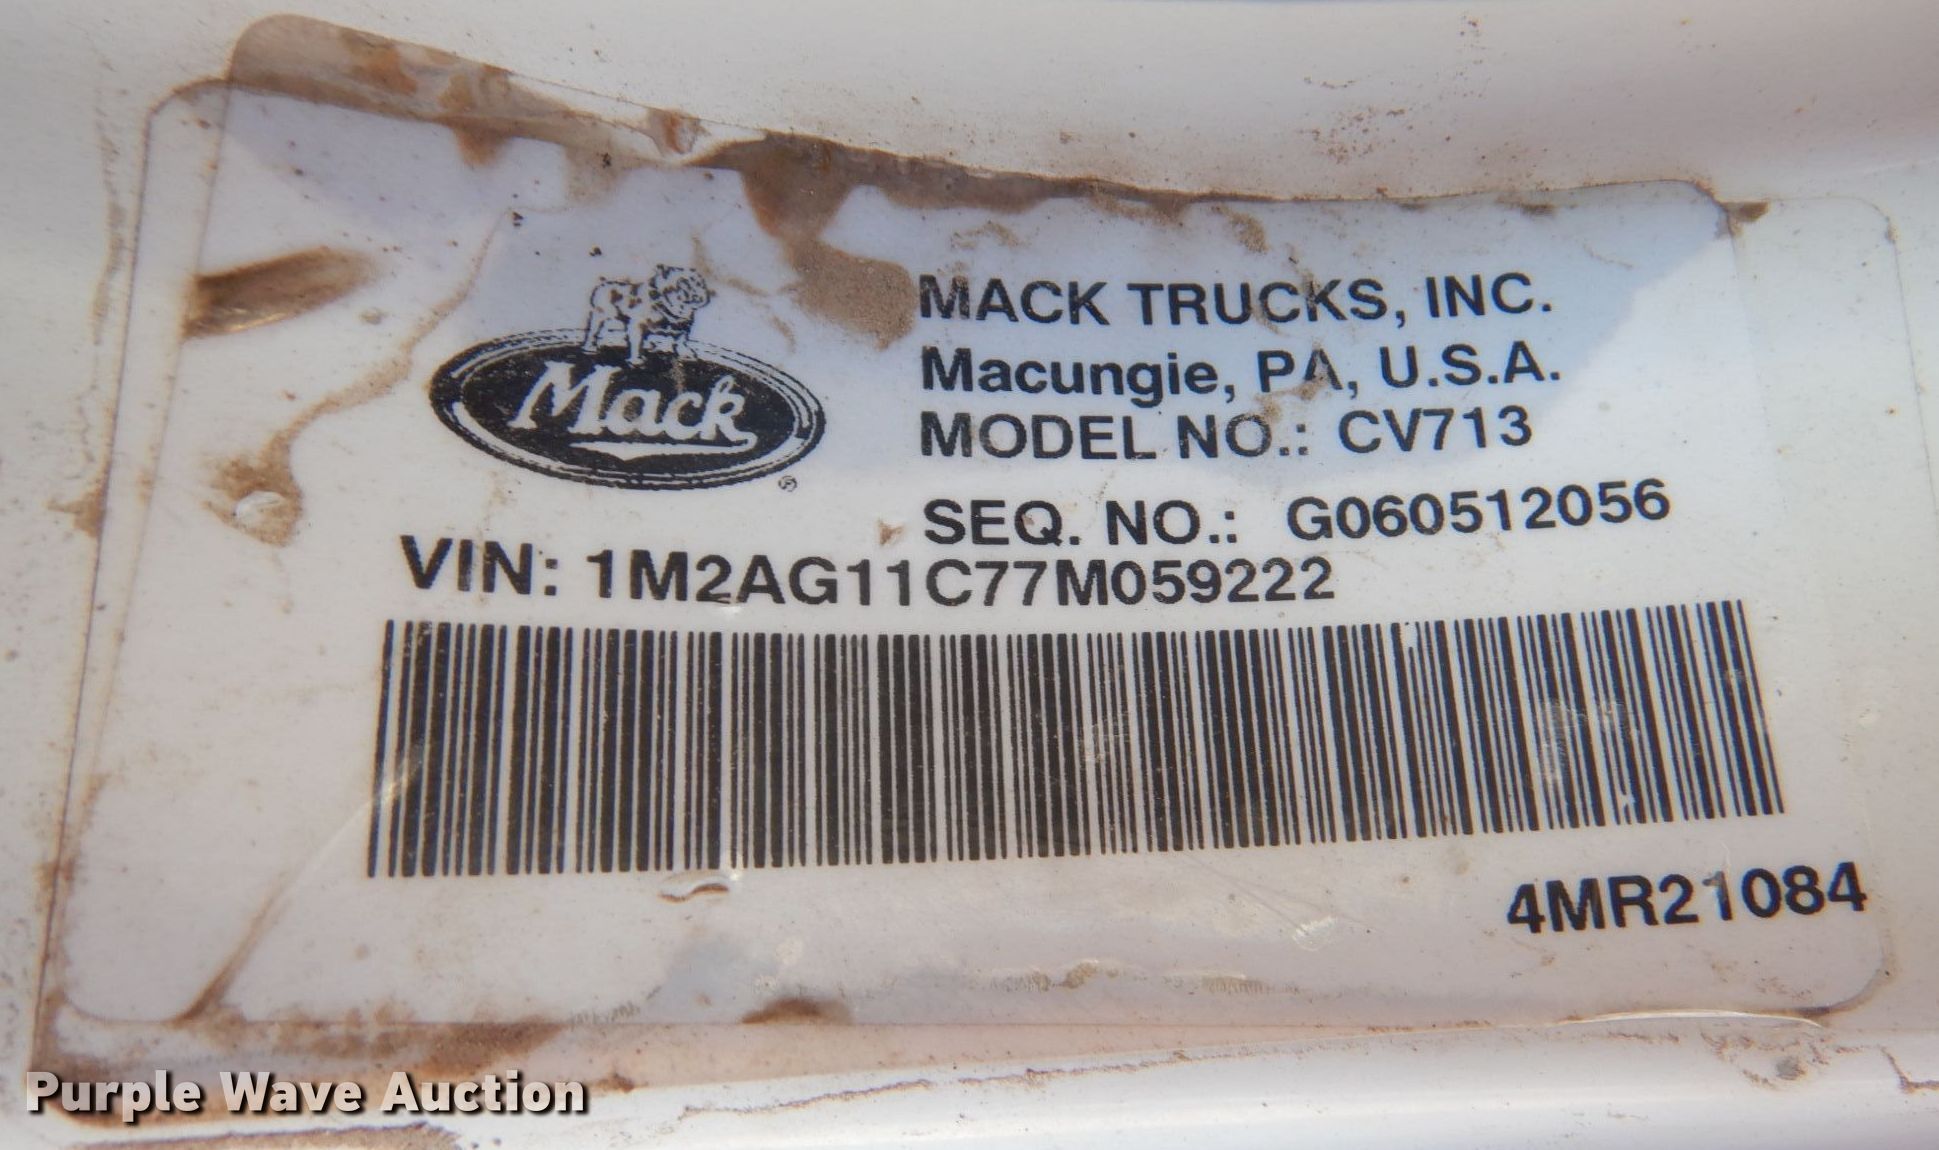 MACK TRUCKS, INC.
Macungie, PA, U.S.A.
MODEL NO.: CV713
SEQ. NO.: G060512056
Mack
®
VIN: 1M2AG11C77M059222
4MR21084
Purple Wave Auction